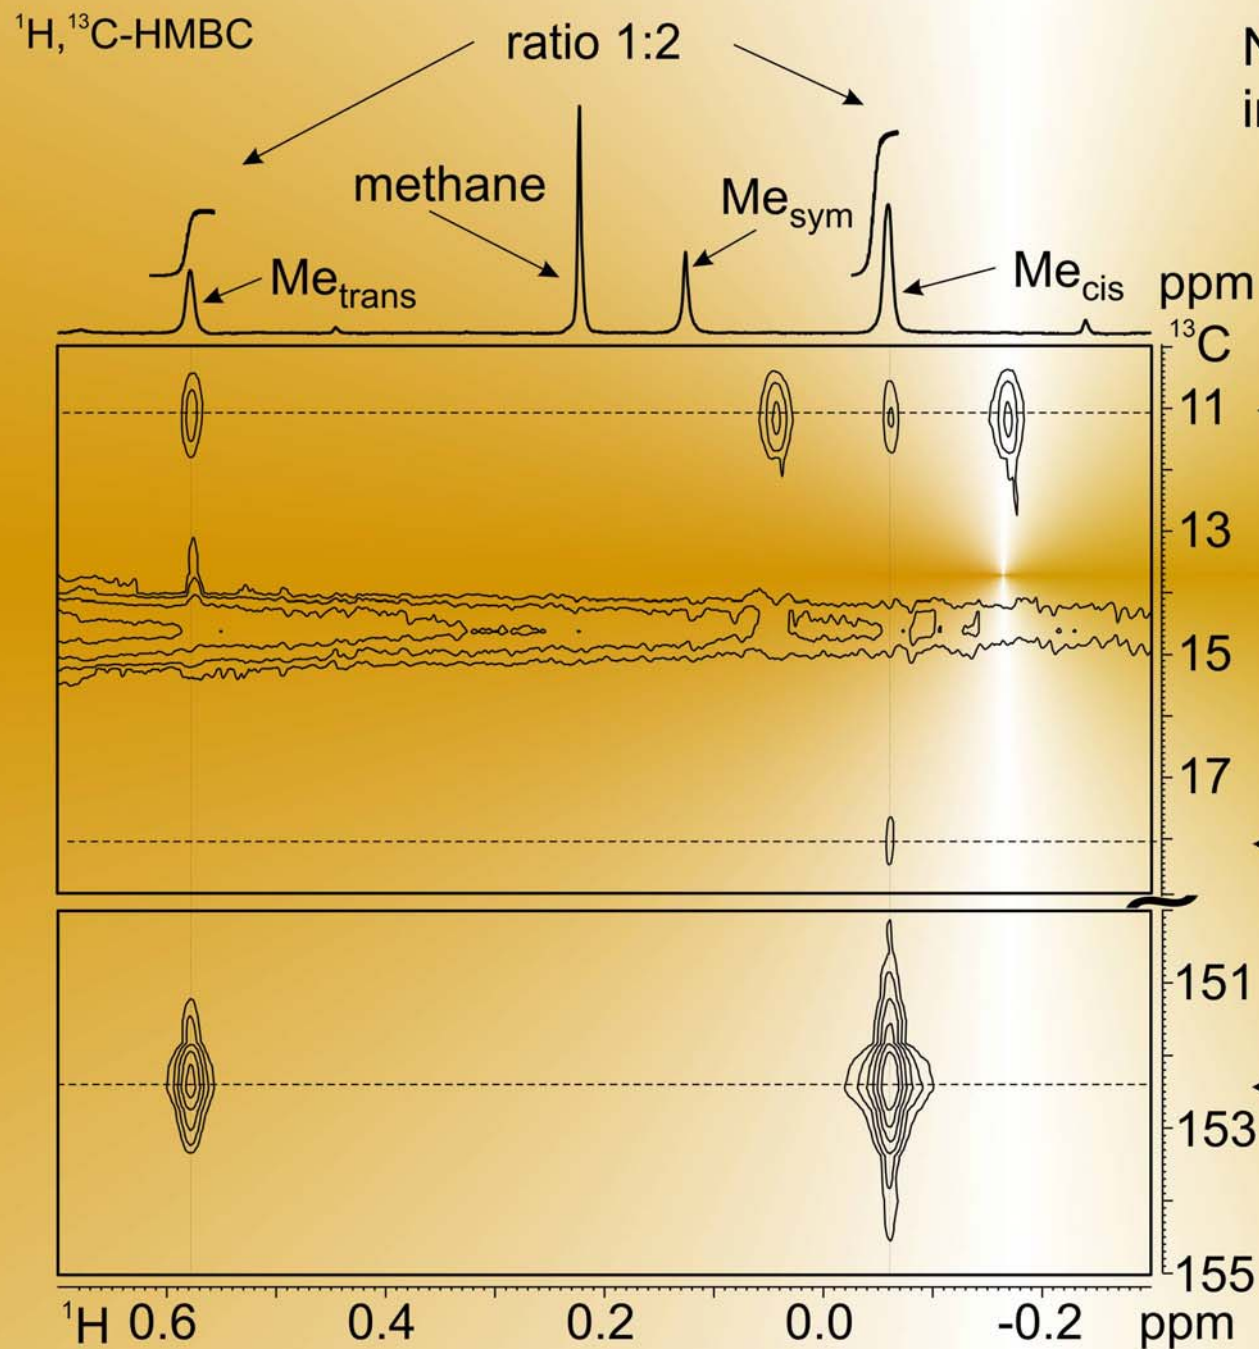 ¹H,¹³C-HMBC
ratio 1:2
N
in
methane
Me_sym
Me_trans
Me_cis
ppm
¹³C
11
13
15
17
151
153
155
¹H 0.6 0.4 0.2 0.0 -0.2 ppm